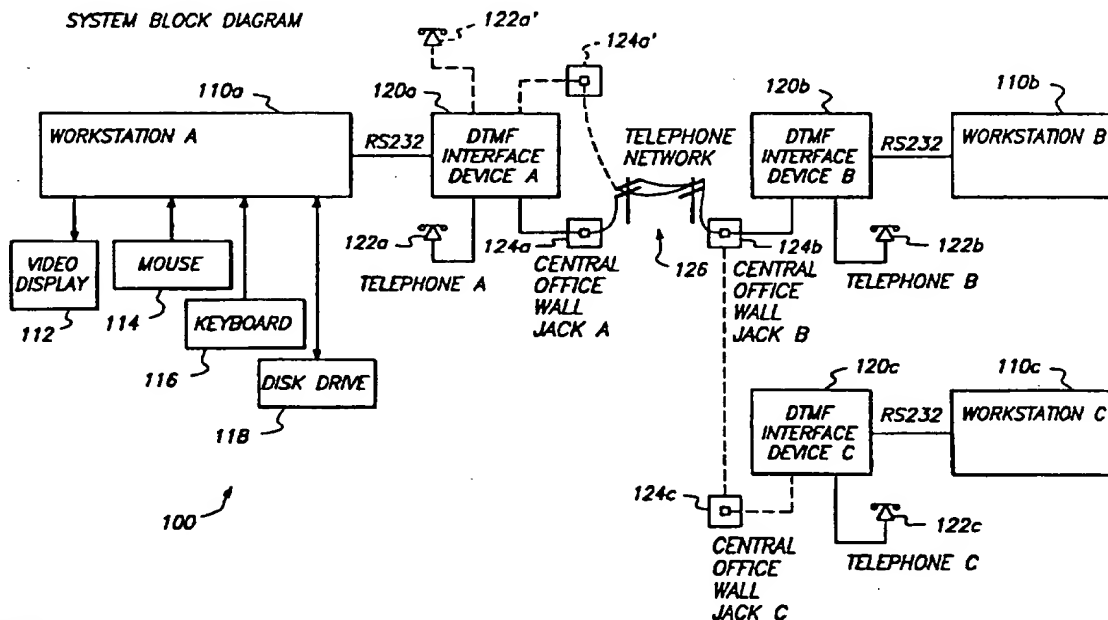 SYSTEM BLOCK DIAGRAM
122a'
124a'
110a
120a
120b
110b
WORKSTATION A
RS232
DTMF
INTERFACE
DEVICE A
TELEPHONE
NETWORK
DTMF
INTERFACE
DEVICE B
RS232
WORKSTATION B
122a
TELEPHONE A
124a
CENTRAL
OFFICE
WALL
JACK A
126
124b
CENTRAL
OFFICE
WALL
JACK B
122b
TELEPHONE B
VIDEO
DISPLAY
112
MOUSE
114
KEYBOARD
116
DISK DRIVE
118
120c
110c
DTMF
INTERFACE
DEVICE C
RS232
WORKSTATION C
100
124c
CENTRAL
OFFICE
WALL
JACK C
122c
TELEPHONE C